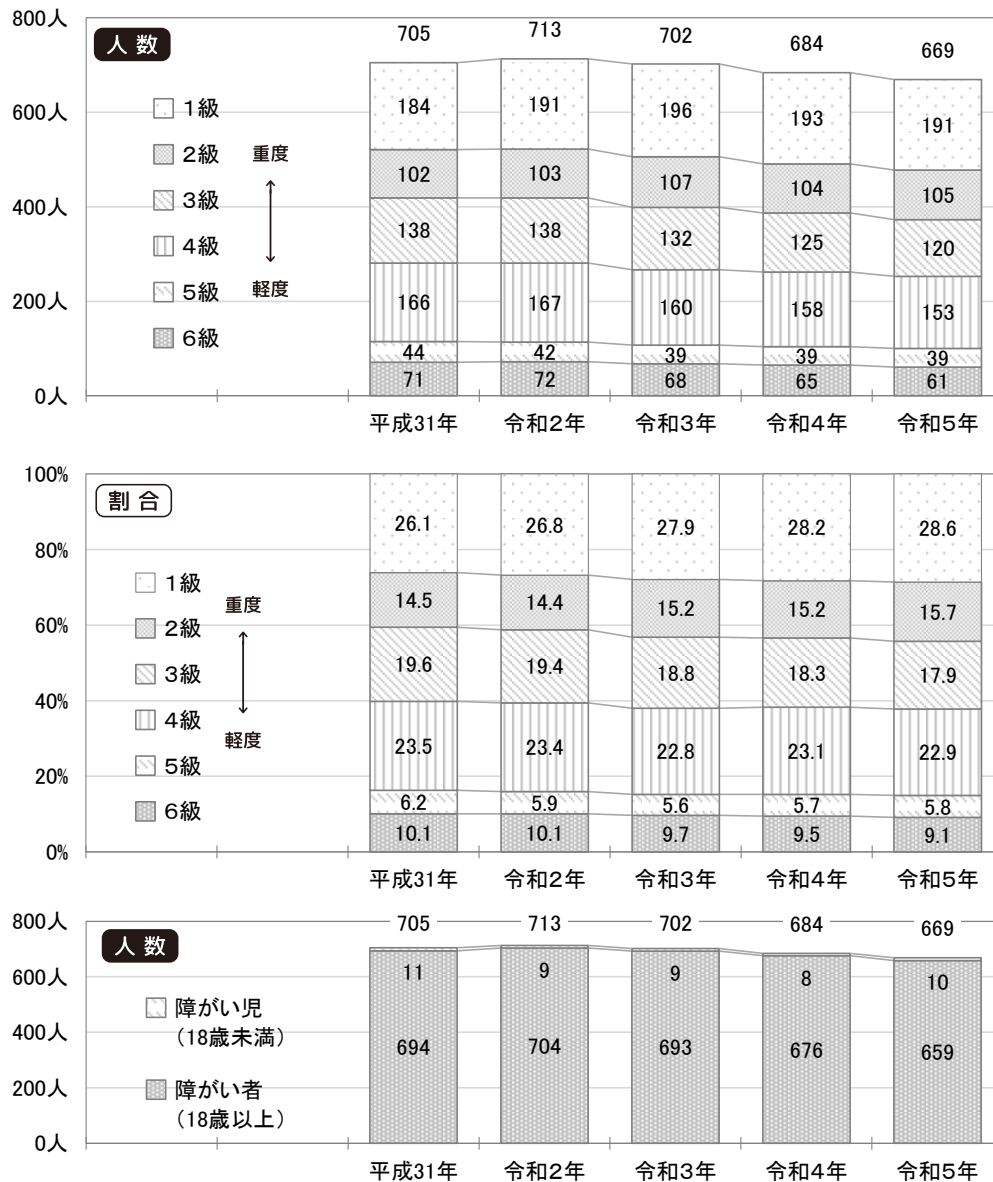 800人
人数
705 713 702 684 669
1級
184 191 196 193 191
600人
2級
重度
102 103 107 104 105
3級
400人
138 138 132 125 120
4級
5級
軽度
200人
166 167 160 158 153
6級
44 42 39 39 39
71 72 68 65 61
0人
平成31年 令和2年 令和3年 令和4年 令和5年
100%
割合
26.1 26.8 27.9 28.2 28.6
80%
1級
重度
14.5 14.4 15.2 15.2 15.7
2級
60%
3級
19.6 19.4 18.8 18.3 17.9
40%
4級
軽度
23.5 23.4 22.8 23.1 22.9
5級
20%
6級
6.2 5.9 5.6 5.7 5.8
10.1 10.1 9.7 9.5 9.1
0%
平成31年 令和2年 令和3年 令和4年 令和5年
800人
人数
705 713 702 684 669
600人
11 9 9 8 10
障がい児
(18歳未満)
400人
694 704 693 676 659
200人
障がい者
(18歳以上)
0人
平成31年 令和2年 令和3年 令和4年 令和5年